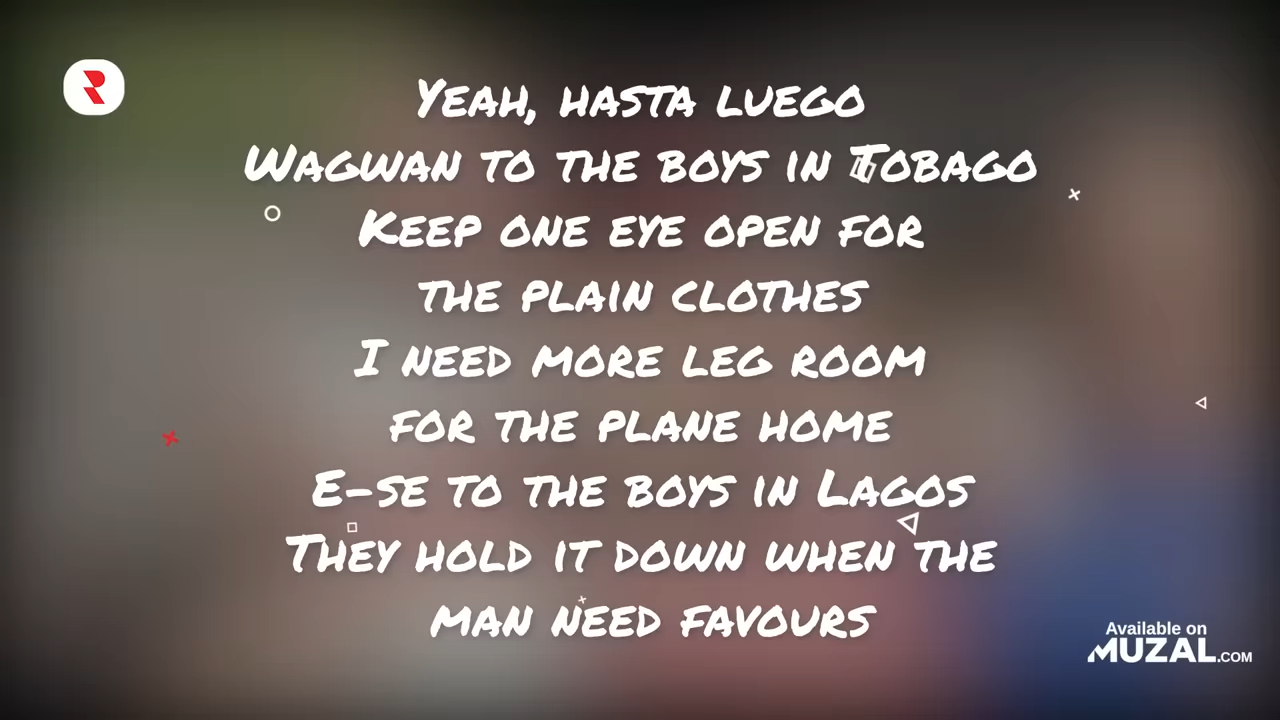 Yeah, hasta luego
Wagwan to the boys in Tobago
Keep one eye open for
the plain clothes
I need more leg room
for the plane home
E-se to the boys in Lagos
They hold it down when the
man need favours
Available on
MUZAL.COM